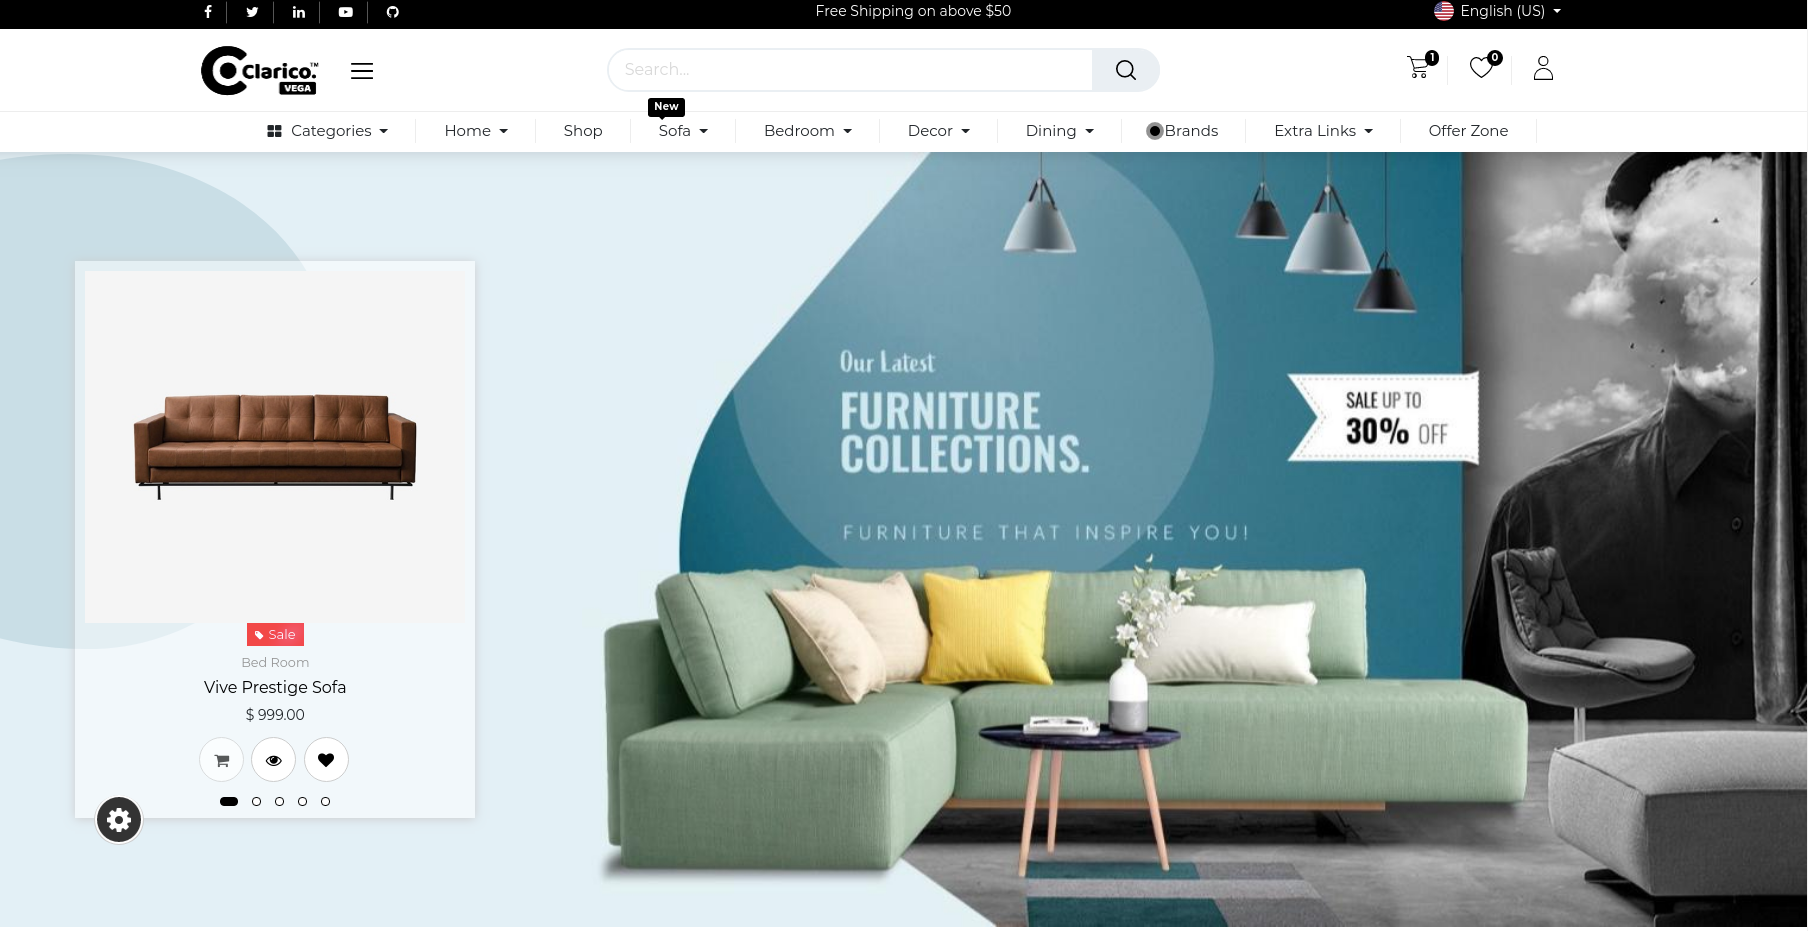 Free Shipping on above $50
English (US)
Clarico.™
VEGA
Search...
1
0
New
Categories
Home
Shop
Sofa
Bedroom
Decor
Dining
Brands
Extra Links
Offer Zone
Our Latest
FURNITURE
COLLECTIONS.
FURNITURE THAT INSPIRE YOU!
SALE UP TO
30% OFF
Sale
Bed Room
Vive Prestige Sofa
$ 999.00